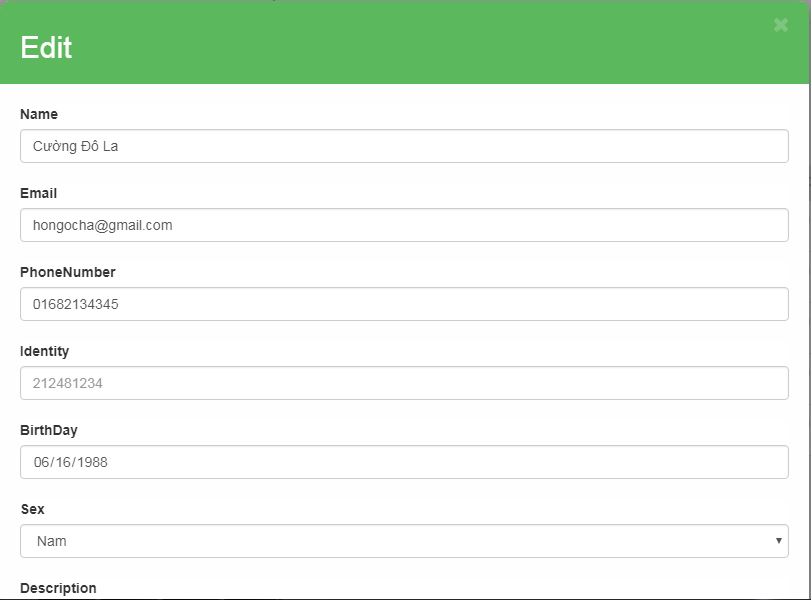 Edit
×
Name
Cường Đô La
Email
hongocha@gmail.com
PhoneNumber
01682134345
Identity
212481234
BirthDay
06/16/1988
Sex
Nam
Description